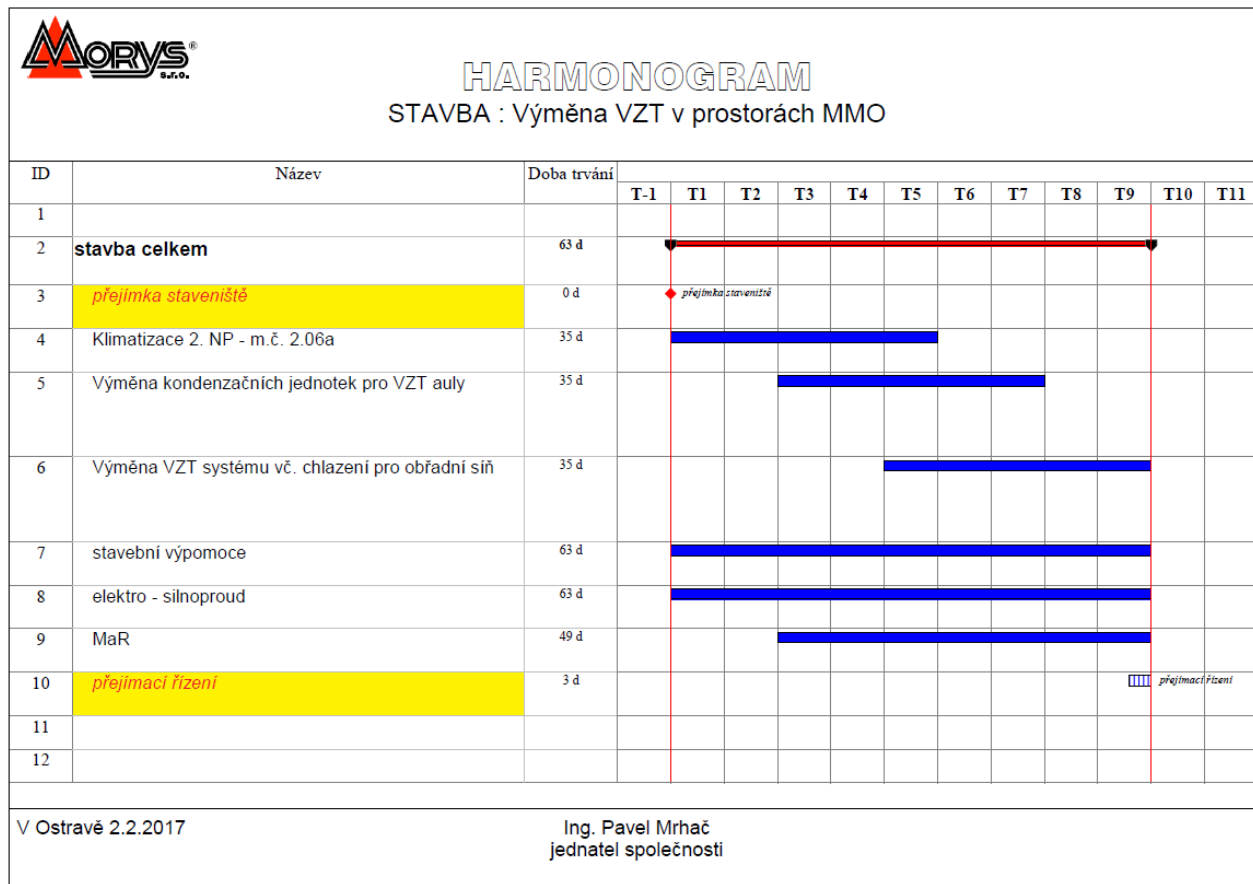 MORYS®
s.r.o.
HARMONOGRAM
STAVBA : Výměna VZT v prostorách MMO
ID Název Doba trvání
T-1 T1 T2 T3 T4 T5 T6 T7 T8 T9 T10 T11
1
2 stavba celkem 63 d
3 přejímka staveniště 0 d přejímka staveniště
4 Klimatizace 2. NP - m.č. 2.06a 35 d
5 Výměna kondenzačních jednotek pro VZT auly 35 d
6 Výměna VZT systému vč. chlazení pro obřadní síň 35 d
7 stavební výpomoce 63 d
8 elektro - silnoproud 63 d
9 MaR 49 d
10 přejímací řízení 3 d přejímací řízení
11
12
V Ostravě 2.2.2017 Ing. Pavel Mrhač
jednatel společnosti